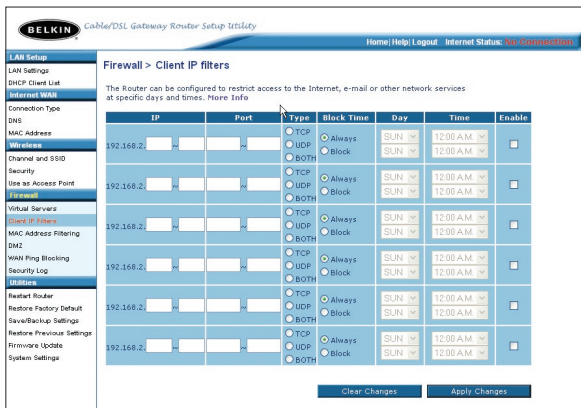 BELKIN
Cable/DSL Gateway Router Setup Utility
Home| Help| Logout Internet Status: No Connection
LAN Setup
LAN Settings
DHCP Client List
Internet WAN
Connection Type
DNS
MAC Address
Wireless
Channel and SSID
Security
Use as Access Point
Firewall
Virtual Servers
Client IP Filters
MAC Address Filtering
DMZ
WAN Ping Blocking
Security Log
Utilities
Restart Router
Restore Factory Default
Save/Backup Settings
Restore Previous Settings
Firmware Update
System Settings
Firewall > Client IP filters
The Router can be configured to restrict access to the Internet, e-mail or other network services
at specific days and times. More Info
IP Port Type Block Time Day Time Enable
192.168.2. ~ ~ TCP UDP BOTH Always Block SUN SUN 12:00 A.M. 12:00 A.M.
192.168.2. ~ ~ TCP UDP BOTH Always Block SUN SUN 12:00 A.M. 12:00 A.M.
192.168.2. ~ ~ TCP UDP BOTH Always Block SUN SUN 12:00 A.M. 12:00 A.M.
192.168.2. ~ ~ TCP UDP BOTH Always Block SUN SUN 12:00 A.M. 12:00 A.M.
192.168.2. ~ ~ TCP UDP BOTH Always Block SUN SUN 12:00 A.M. 12:00 A.M.
192.168.2. ~ ~ TCP UDP BOTH Always Block SUN SUN 12:00 A.M. 12:00 A.M.
Clear Changes Apply Changes